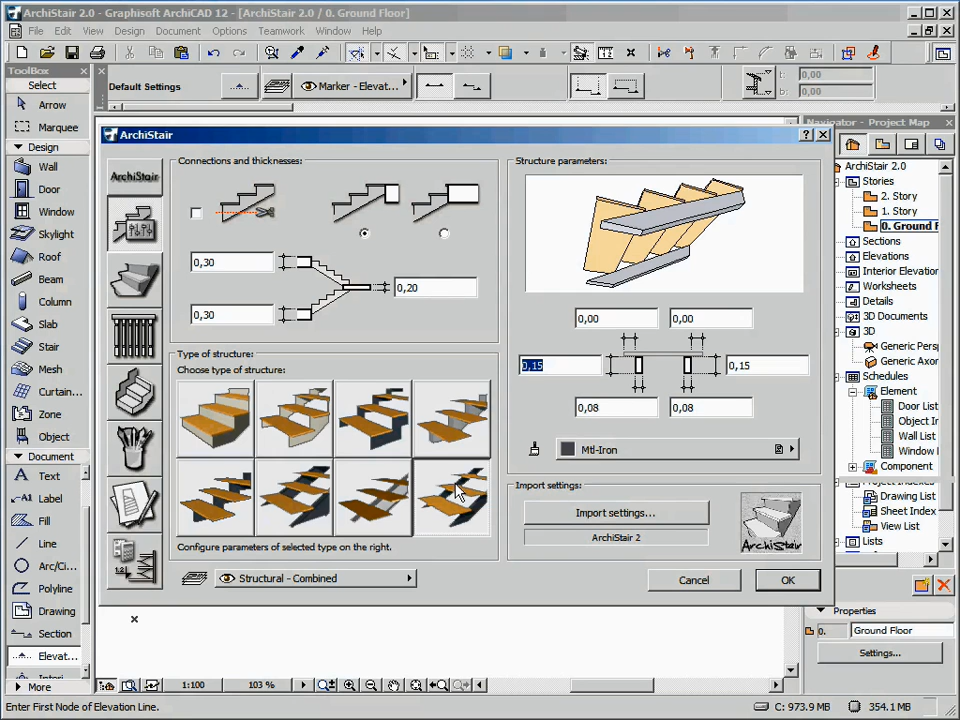 ArchiStair 2.0 - Graphisoft ArchiCAD 12 - [ArchiStair 2.0 / 0. Ground Floor]
File Edit View Design Document Options Teamwork Window Help
ToolBox
Select
Arrow
Marquee
Design
Wall
Door
Window
Skylight
Roof
Beam
Column
Slab
Stair
Mesh
Curtain...
Zone
Object
Document
Text
Label
Fill
Line
Arc/Ci...
Polyline
Drawing
Section
Elevat...
More
Default Settings
Marker - Elevat...
t: 0,00
b: 0,00
ArchiStair
ArchiStair
Connections and thicknesses:
0,30
0,20
0,30
Type of structure:
Choose type of structure:
Configure parameters of selected type on the right.
Structural - Combined
Structure parameters:
0,00 0,00
0,15 0,15
0,08 0,08
Mtl-Iron
Import settings:
Import settings...
ArchiStair 2
ArchiStair
Cancel OK
Navigator - Project Map
ArchiStair 2.0
Stories
2. Story
1. Story
0. Ground F
Sections
Elevations
Interior Elevation
Worksheets
Details
3D Documents
3D
Generic Persp
Generic Axon
Schedules
Element
Door List
Object In
Wall List
Window L
Component
Project Indexes
Drawing List
Sheet Index
View List
Lists
Properties
0. Ground Floor
Settings...
1:100 103 %
Enter First Node of Elevation Line.
C: 973.9 MB 354.1 MB